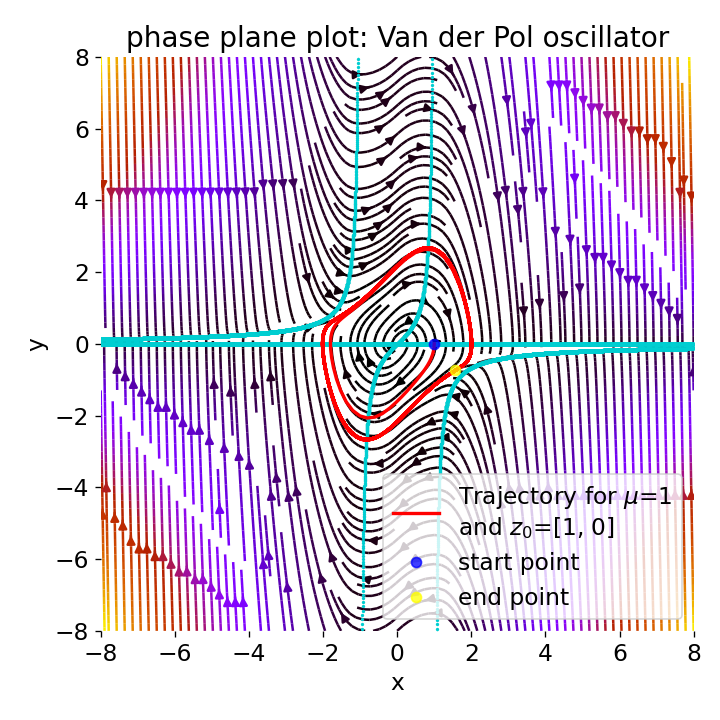 phase plane plot: Van der Pol oscillator
8
6
4
2
0
−2
−4
−6
−8
y
−8 −6 −4 −2 0 2 4 6 8
x
Trajectory for μ=1
and z₀=[1, 0]
start point
end point